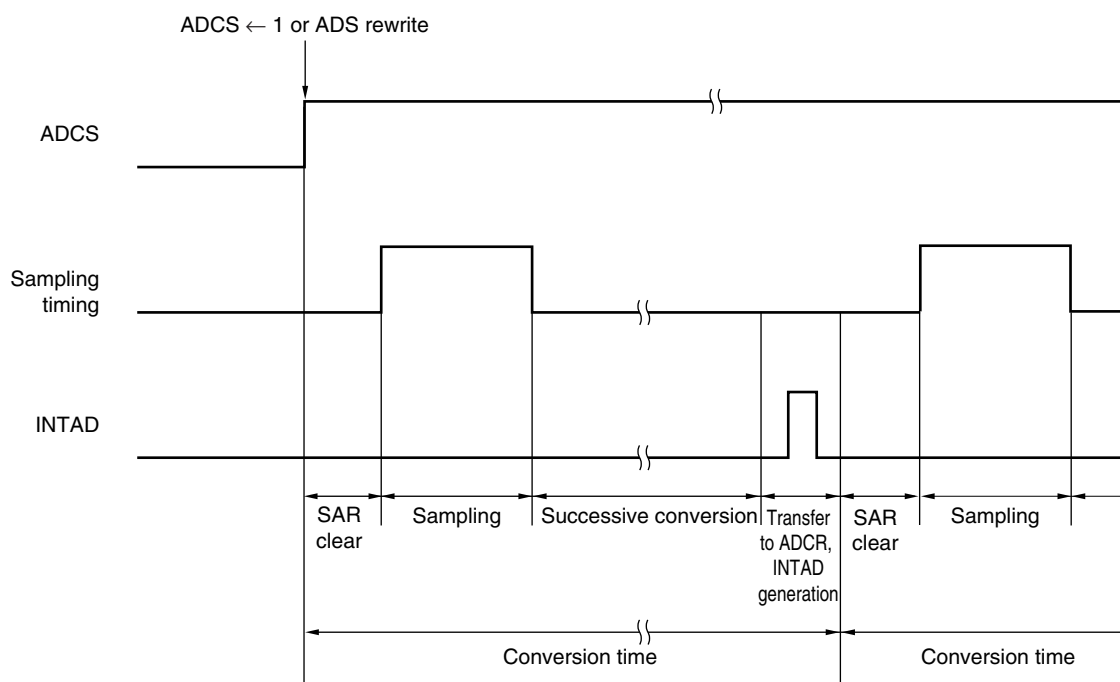 ADCS ← 1 or ADS rewrite
ADCS
Sampling
timing
INTAD
SAR
clear
Sampling
Successive conversion
Transfer
to ADCR,
INTAD
generation
SAR
clear
Sampling
Conversion time
Conversion time